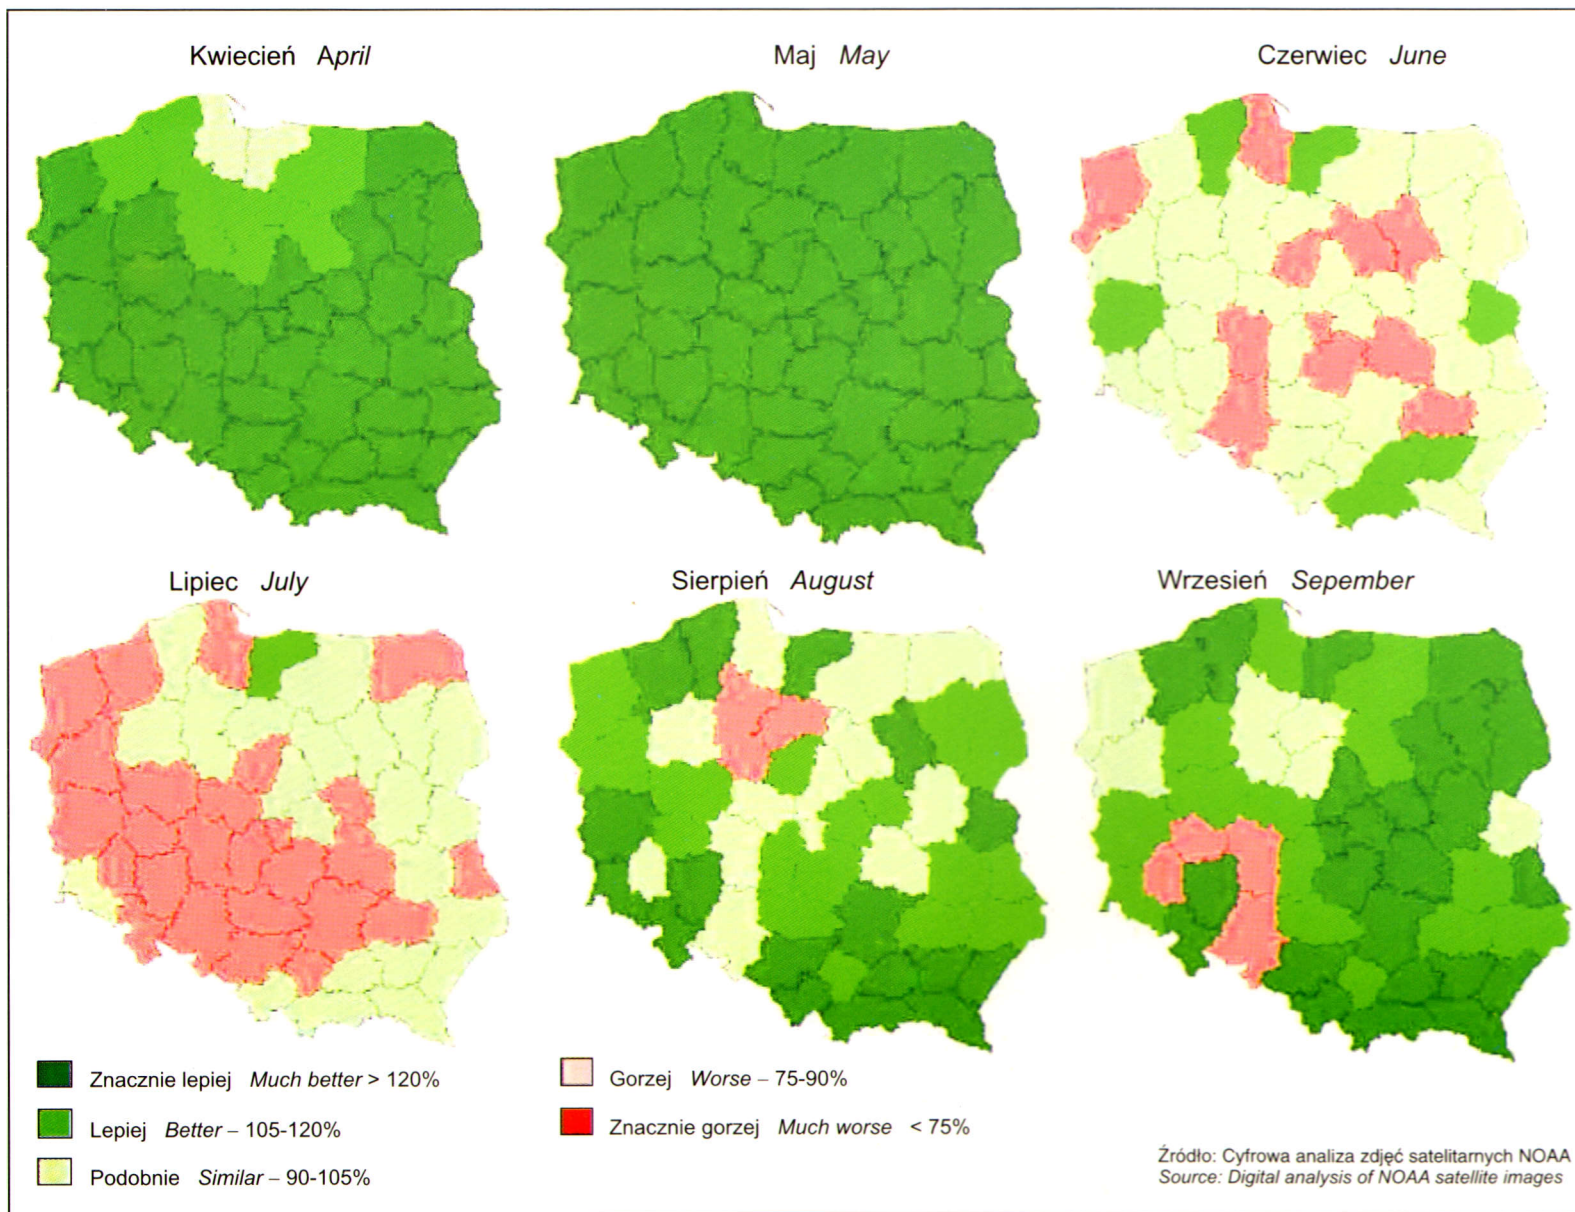 Kwiecień April
Maj May
Czerwiec June
Lipiec July
Sierpień August
Wrzesień Sepember
Znacznie lepiej Much better > 120%
Lepiej Better – 105-120%
Podobnie Similar – 90-105%
Gorzej Worse – 75-90%
Znacznie gorzej Much worse < 75%
Źródło: Cyfrowa analiza zdjęć satelitarnych NOAA
Source: Digital analysis of NOAA satellite images